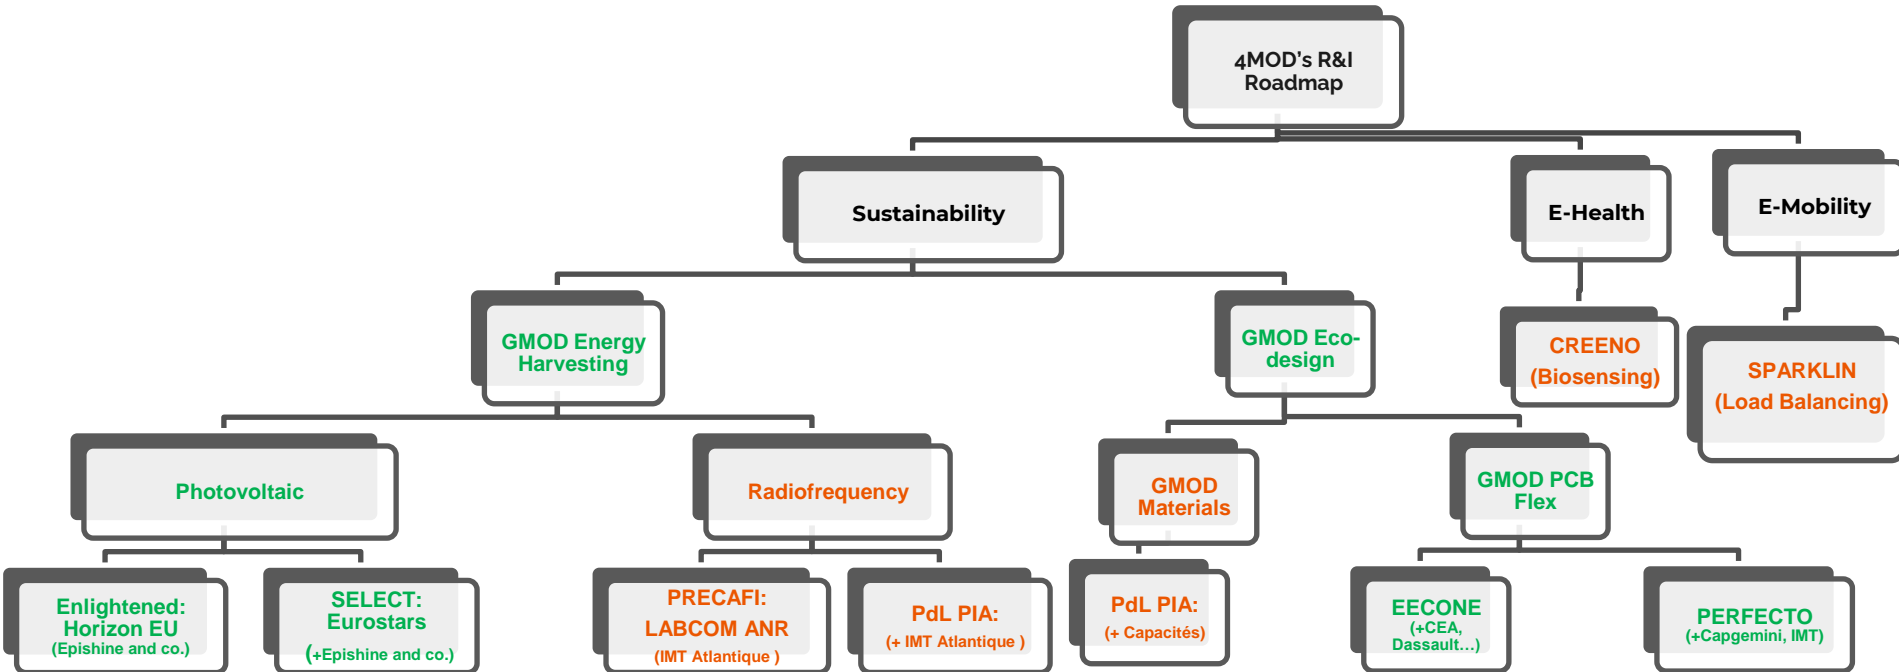 4MOD's R&I
Roadmap
Sustainability
E-Health
E-Mobility
GMOD Energy
Harvesting
GMOD Eco-
design
CREENO
(Biosensing)
SPARKLIN
(Load Balancing)
Photovoltaic
Radiofrequency
GMOD
Materials
GMOD PCB
Flex
Enlightened:
Horizon EU
(Epishine and co.)
SELECT:
Eurostars
(+Epishine and co.)
PRECAFI:
LABCOM ANR
(IMT Atlantique )
PdL PIA:
(+ IMT Atlantique )
PdL PIA:
(+ Capacités)
EECONE
(+CEA,
Dassault...)
PERFECTO
(+Capgemini, IMT)